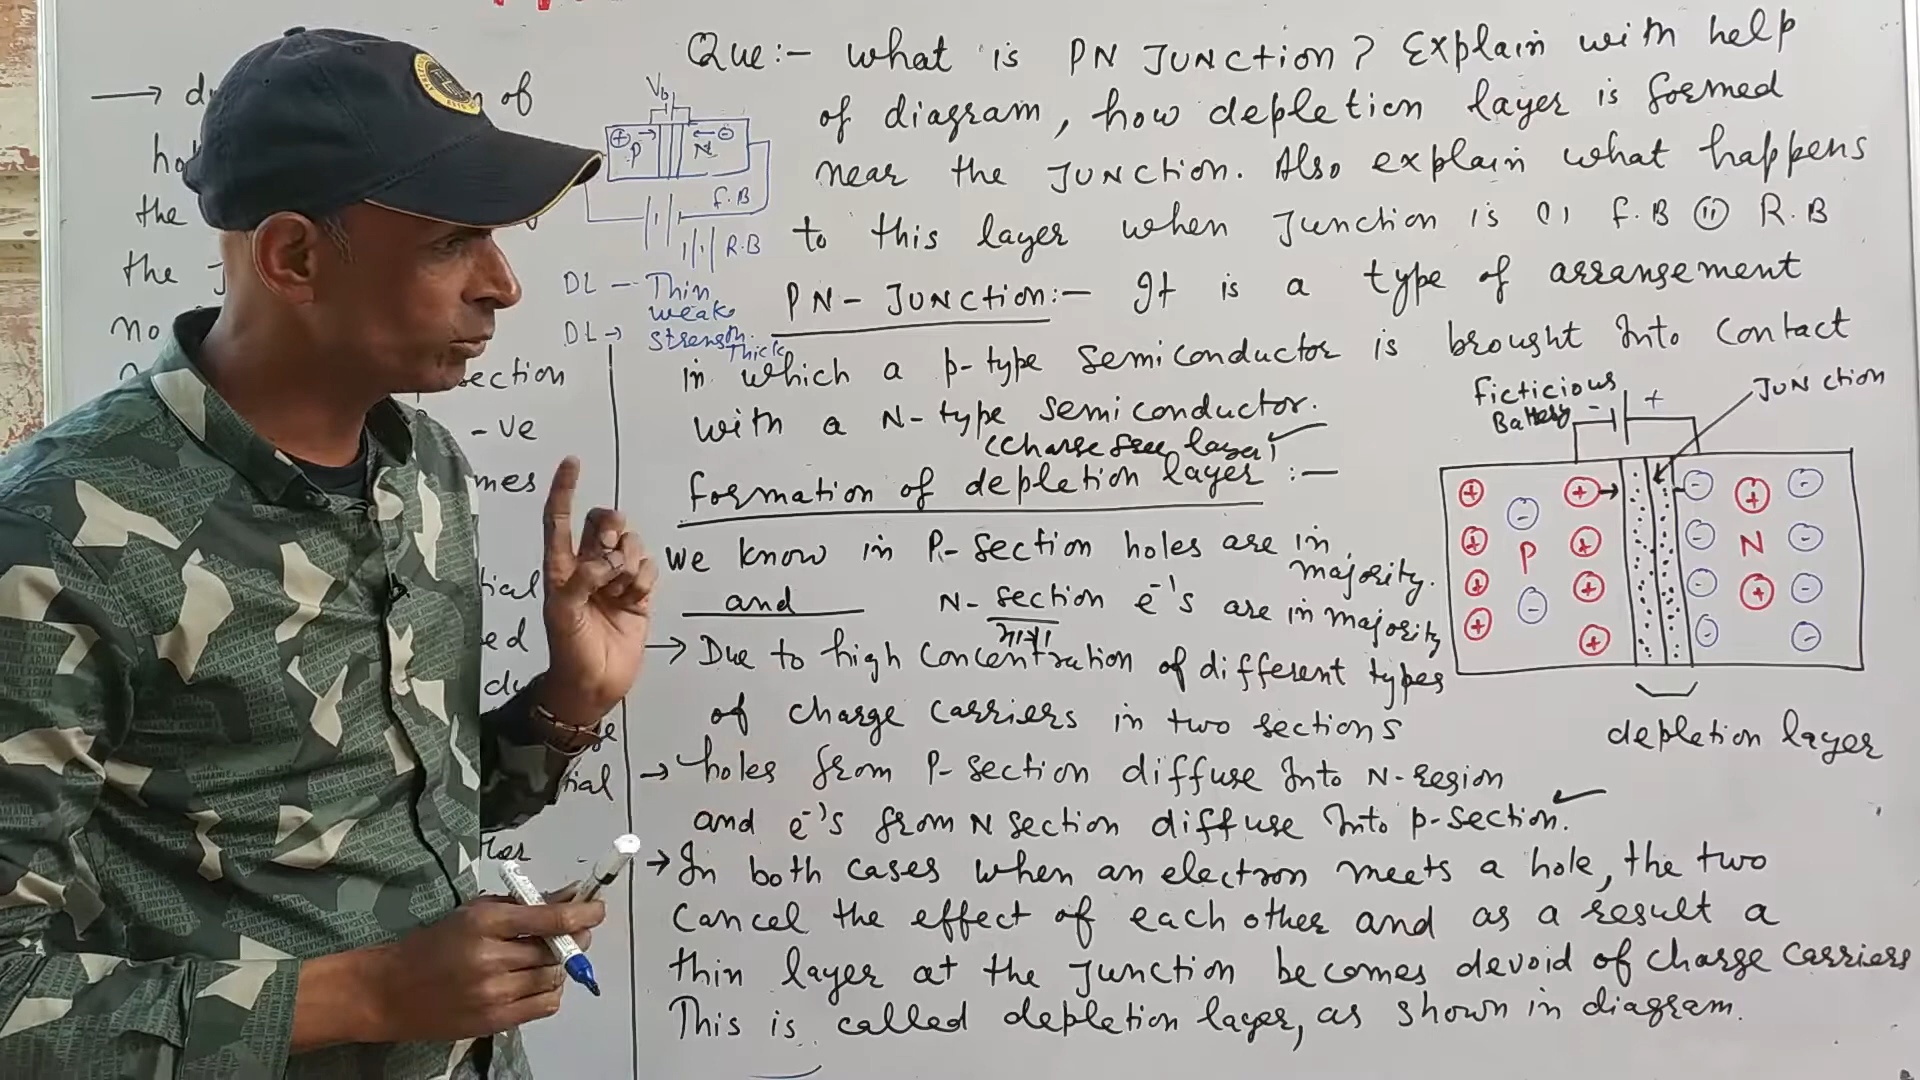 Que:- What is PN Junction? Explain with help
of diagram, how depletion layer is formed
near the Junction. Also explain what happens
to this layer when Junction is (i) F.B (ii) R.B
PN-Junction:- It is a type of arrangement
in which a p-type semiconductor is brought into contact
with a N-type semiconductor.
(Charge free layer)
formation of depletion layer :-
We know in P-section holes are in majority.
and N-section e⁻'s are in majority
→ Due to high concentration of different types
of charge carriers in two sections
→ holes from P-section diffuse into N-region
and e⁻'s from N section diffuse into p-section.
→ In both cases when an electron meets a hole, the two
cancel the effect of each other and as a result a
thin layer at the junction becomes devoid of charge carriers
This is called depletion layer, as shown in diagram.
Ficticious
Battery
- +
Junction
P
N
depletion layer
Vb
+ P N -
F.B
R.B
DL - Thin
weak
DL → strength
Thick
→ of
the
the
no
section
-ve